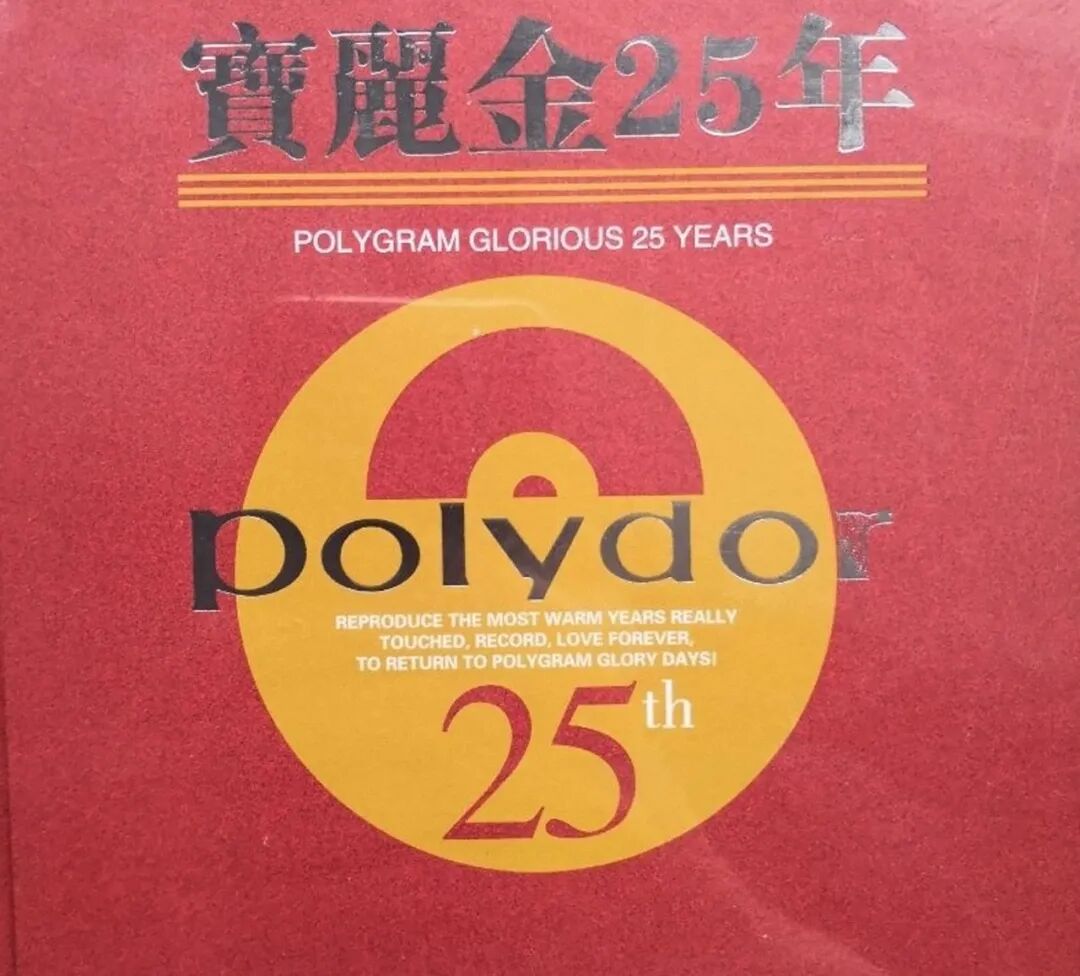 寶麗金25年
POLYGRAM GLORIOUS 25 YEARS
polydor
REPRODUCE THE MOST WARM YEARS REALLY
TOUCHED, RECORD, LOVE FOREVER,
TO RETURN TO POLYGRAM GLORY DAYS!
25th